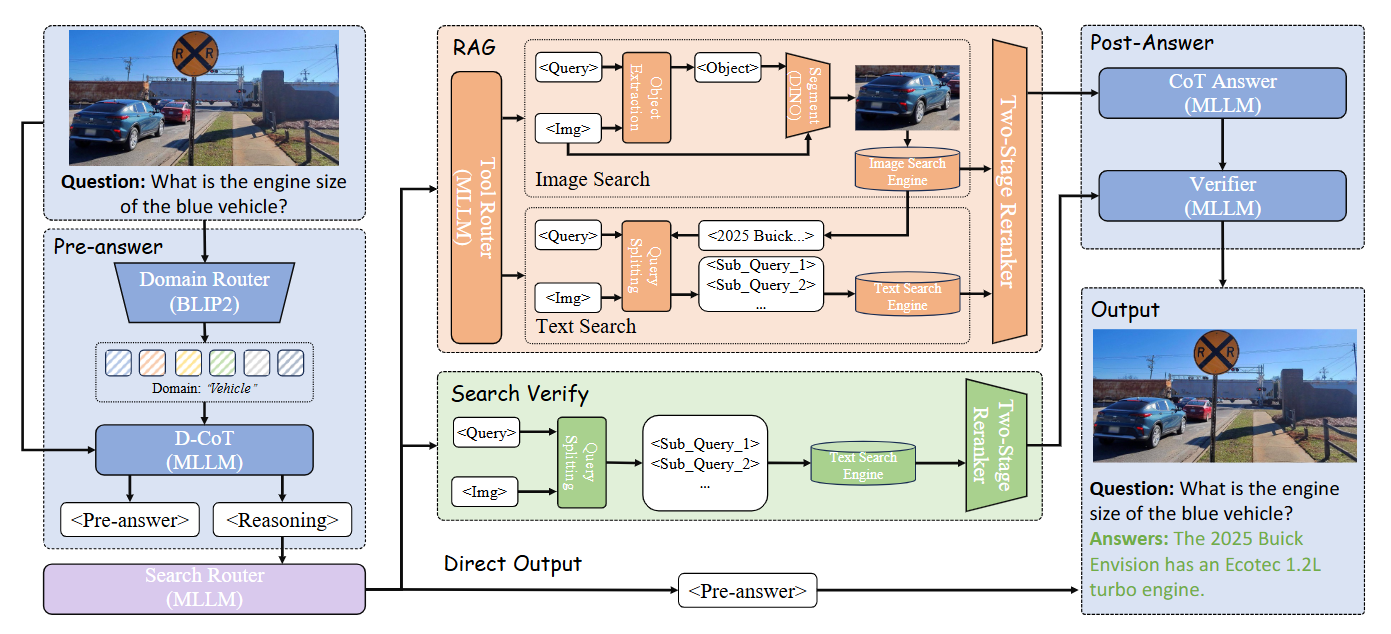 R R
Question: What is the engine size
of the blue vehicle?
Pre-answer
Domain Router
(BLIP2)
Domain: "Vehicle"
D-CoT
(MLLM)
<Pre-answer>
<Reasoning>
Search Router
(MLLM)
RAG
Tool Router
(MLLM)
<Query>
<Img>
Object
Extraction
<Object>
Segment
(DINO)
Image Search
Engine
Image Search
<Query>
<Img>
Query
Splitting
<2025 Buick...>
<Sub_Query_1>
<Sub_Query_2>
...
Text Search
Engine
Text Search
Two-Stage Reranker
Search Verify
<Query>
<Img>
Query
Splitting
<Sub_Query_1>
<Sub_Query_2>
...
Text Search
Engine
Two-Stage
Reranker
Direct Output
<Pre-answer>
Post-Answer
CoT Answer
(MLLM)
Verifier
(MLLM)
Output
Question: What is the engine
size of the blue vehicle?
Answers: The 2025 Buick
Envision has an Ecotec 1.2L
turbo engine.